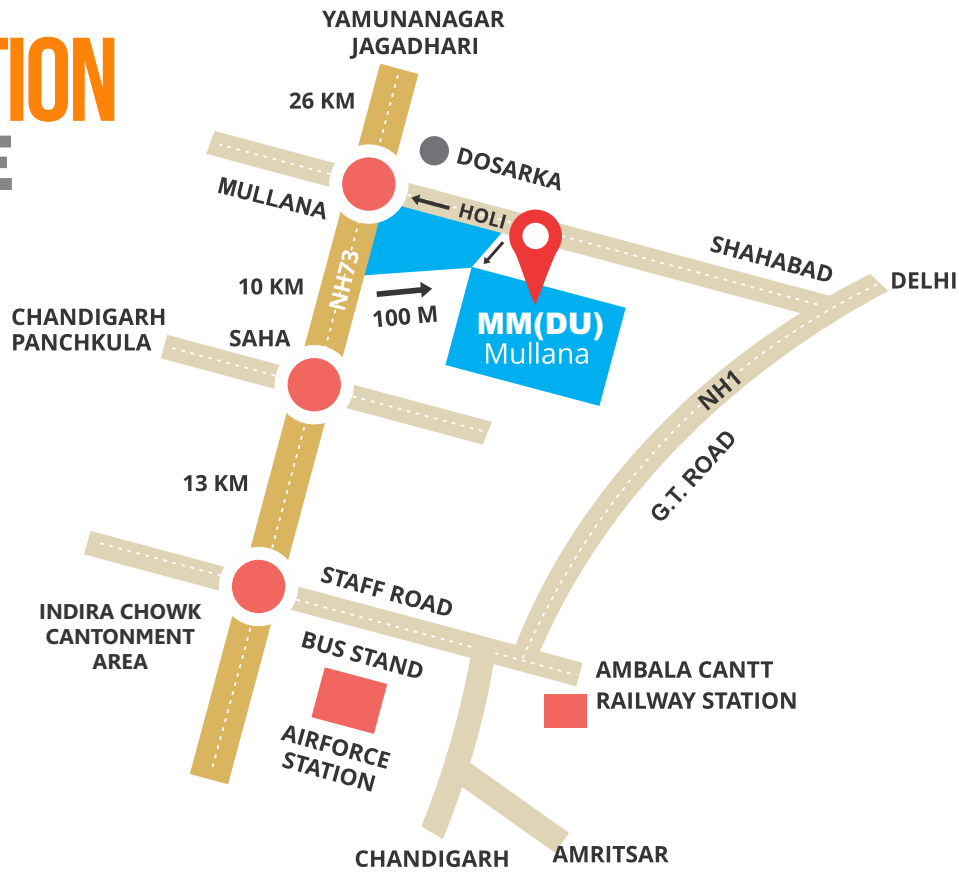 YAMUNANAGAR
JAGADHARI
TION
E
26 KM
DOSARKA
MULLANA
HOLI
SHAHABAD
DELHI
NH73
10 KM
100 M
CHANDIGARH
PANCHKULA
SAHA
MM(DU)
Mullana
NH1
G.T. ROAD
13 KM
STAFF ROAD
INDIRA CHOWK
CANTONMENT
AREA
BUS STAND
AMBALA CANTT
RAILWAY STATION
AIRFORCE
STATION
CHANDIGARH
AMRITSAR